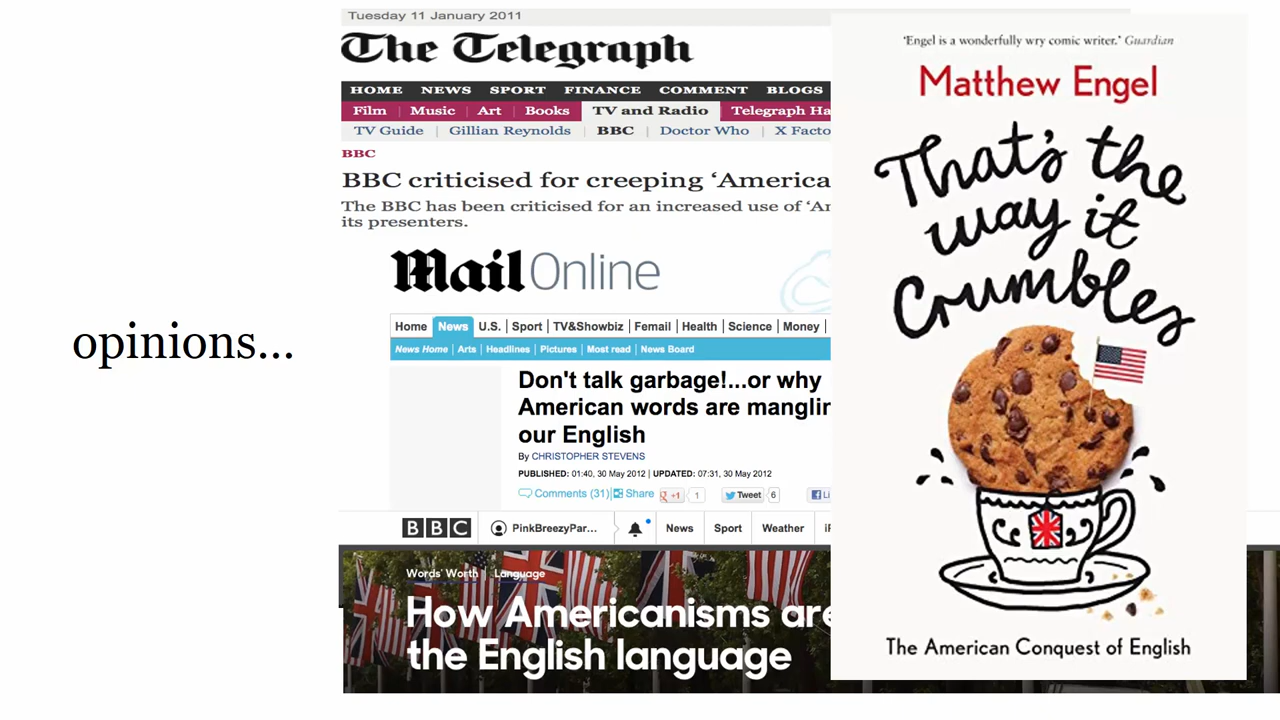 opinions...
Tuesday 11 January 2011
The Telegraph
HOME NEWS SPORT FINANCE COMMENT BLOGS
Film | Music | Art | Books TV and Radio Telegraph Ha
TV Guide | Gillian Reynolds | BBC | Doctor Who | X Facto
BBC
BBC criticised for creeping ‘America
The BBC has been criticised for an increased use of ‘Ar
its presenters.
Mail Online
Home News U.S. | Sport | TV&Showbiz | Femail | Health | Science | Money |
News Home | Arts | Headlines | Pictures | Most read | News Board
Don't talk garbage!...or why
American words are manglin
our English
By CHRISTOPHER STEVENS
PUBLISHED: 01:40, 30 May 2012 | UPDATED: 07:31, 30 May 2012
Comments (31) Share +1 1 Tweet 6 Li
BBC PinkBreezyPar... News Sport Weather iP
Words' Worth | Language
How Americanisms are
the English language
‘Engel is a wonderfully wry comic writer.’ Guardian
Matthew Engel
That's the
way it
Crumbles
The American Conquest of English